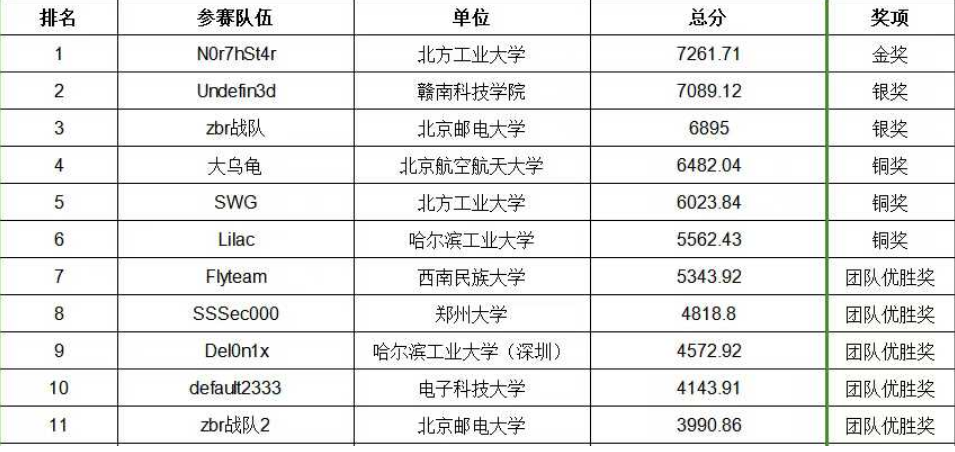 排名 参赛队伍 单位 总分 奖项
1 N0r7hSt4r 北方工业大学 7261.71 金奖
2 Undefin3d 赣南科技学院 7089.12 银奖
3 zbr战队 北京邮电大学 6895 银奖
4 大乌龟 北京航空航天大学 6482.04 铜奖
5 SWG 北方工业大学 6023.84 铜奖
6 Lilac 哈尔滨工业大学 5562.43 铜奖
7 Flyteam 西南民族大学 5343.92 团队优胜奖
8 SSSec000 郑州大学 4818.8 团队优胜奖
9 Del0n1x 哈尔滨工业大学（深圳） 4572.92 团队优胜奖
10 default2333 电子科技大学 4143.91 团队优胜奖
11 zbr战队2 北京邮电大学 3990.86 团队优胜奖